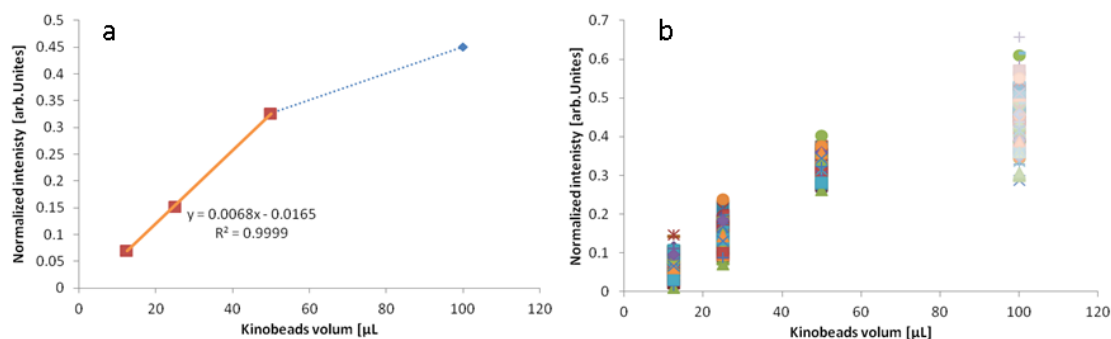 a
Normalized intenisty [arb.Unites]
0.5
0.45
0.4
0.35
0.3
0.25
0.2
0.15
0.1
0.05
0
y = 0.0068x - 0.0165
R² = 0.9999
0 20 40 60 80 100 120
Kinobeads volum [µL
b
Normalized intenisty [arb.Unites]
0.7
0.6
0.5
0.4
0.3
0.2
0.1
0
0 20 40 60 80 100 120
Kinobeads volum [µL]